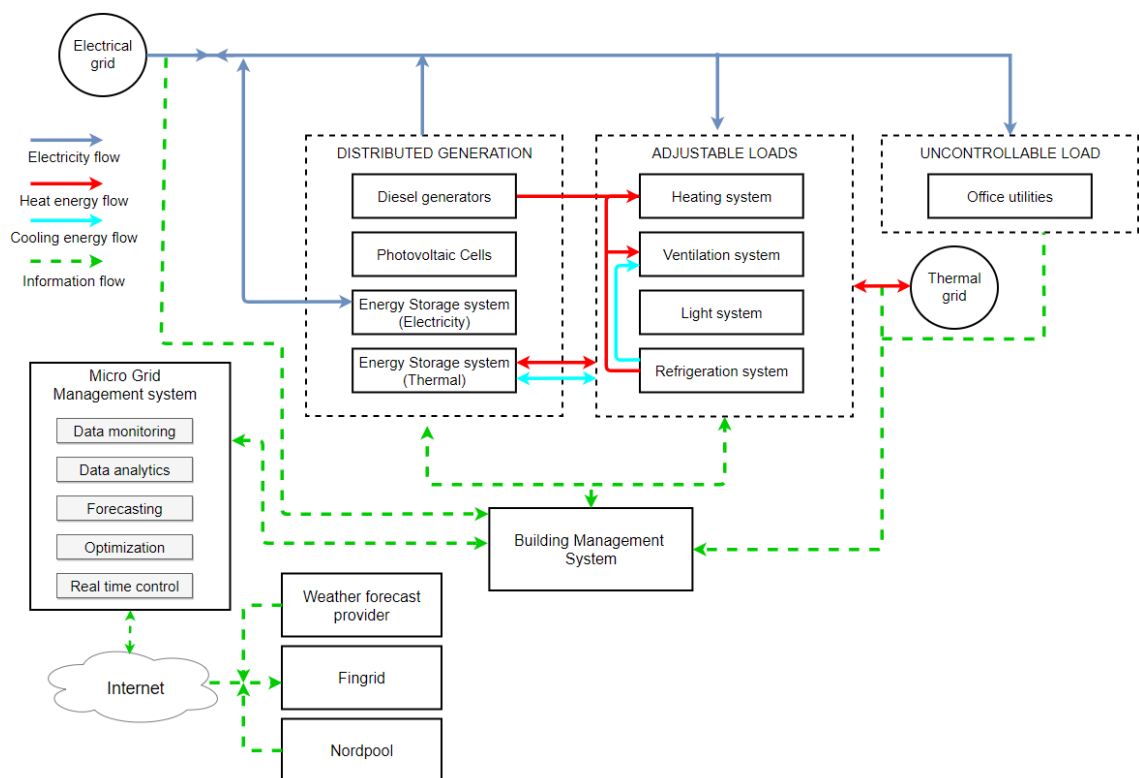 Electrical
grid
Electricity flow
Heat energy flow
Cooling energy flow
Information flow
DISTRIBUTED GENERATION
Diesel generators
Photovoltaic Cells
Energy Storage system
(Electricity)
Energy Storage system
(Thermal)
ADJUSTABLE LOADS
Heating system
Ventilation system
Light system
Refrigeration system
UNCONTROLLABLE LOAD
Office utilities
Thermal
grid
Micro Grid
Management system
Data monitoring
Data analytics
Forecasting
Optimization
Real time control
Building Management
System
Weather forecast
provider
Fingrid
Nordpool
Internet